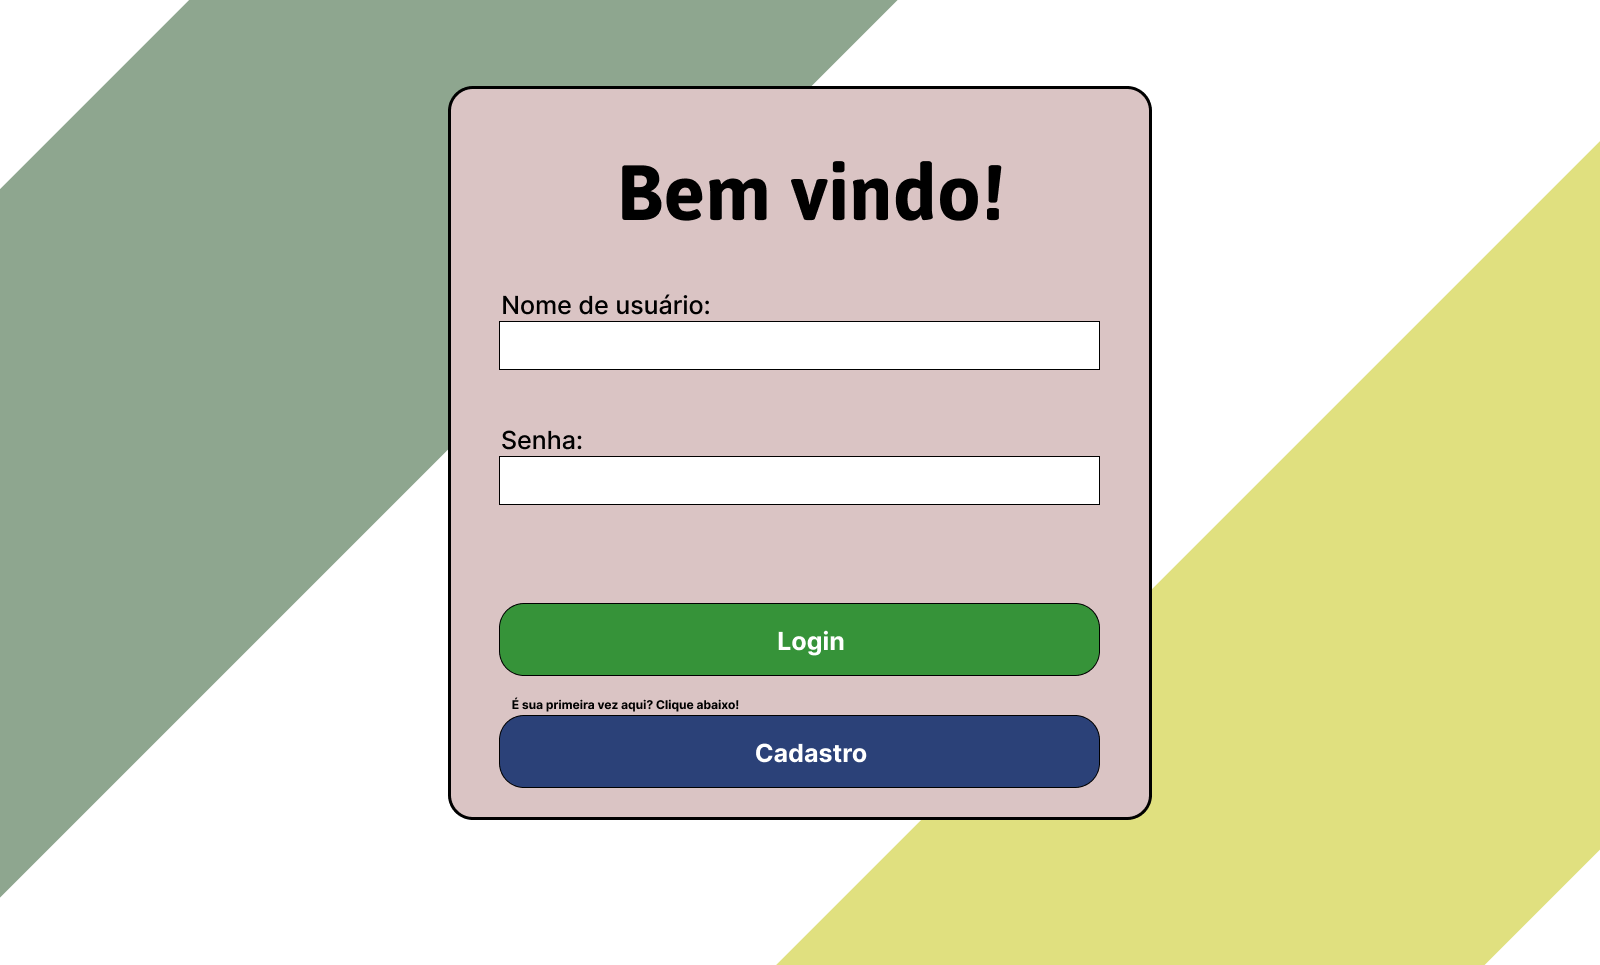 Bem vindo!
Nome de usuário:
Senha:
Login
É sua primeira vez aqui? Clique abaixo!
Cadastro